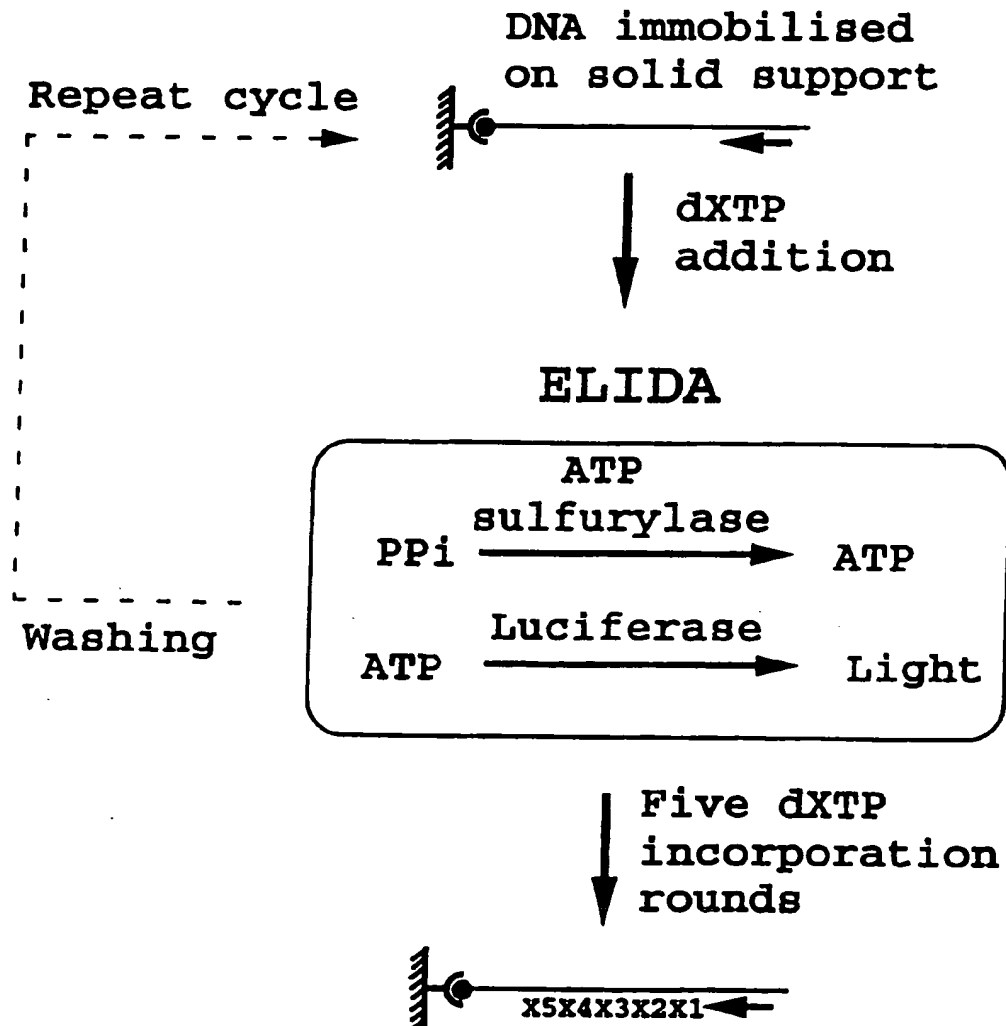 DNA immobilised
on solid support
Repeat cycle
dXTP
addition
ELIDA
ATP
sulfurylase
PPi
ATP
Washing
Luciferase
ATP
Light
Five dXTP
incorporation
rounds
X5X4X3X2X1